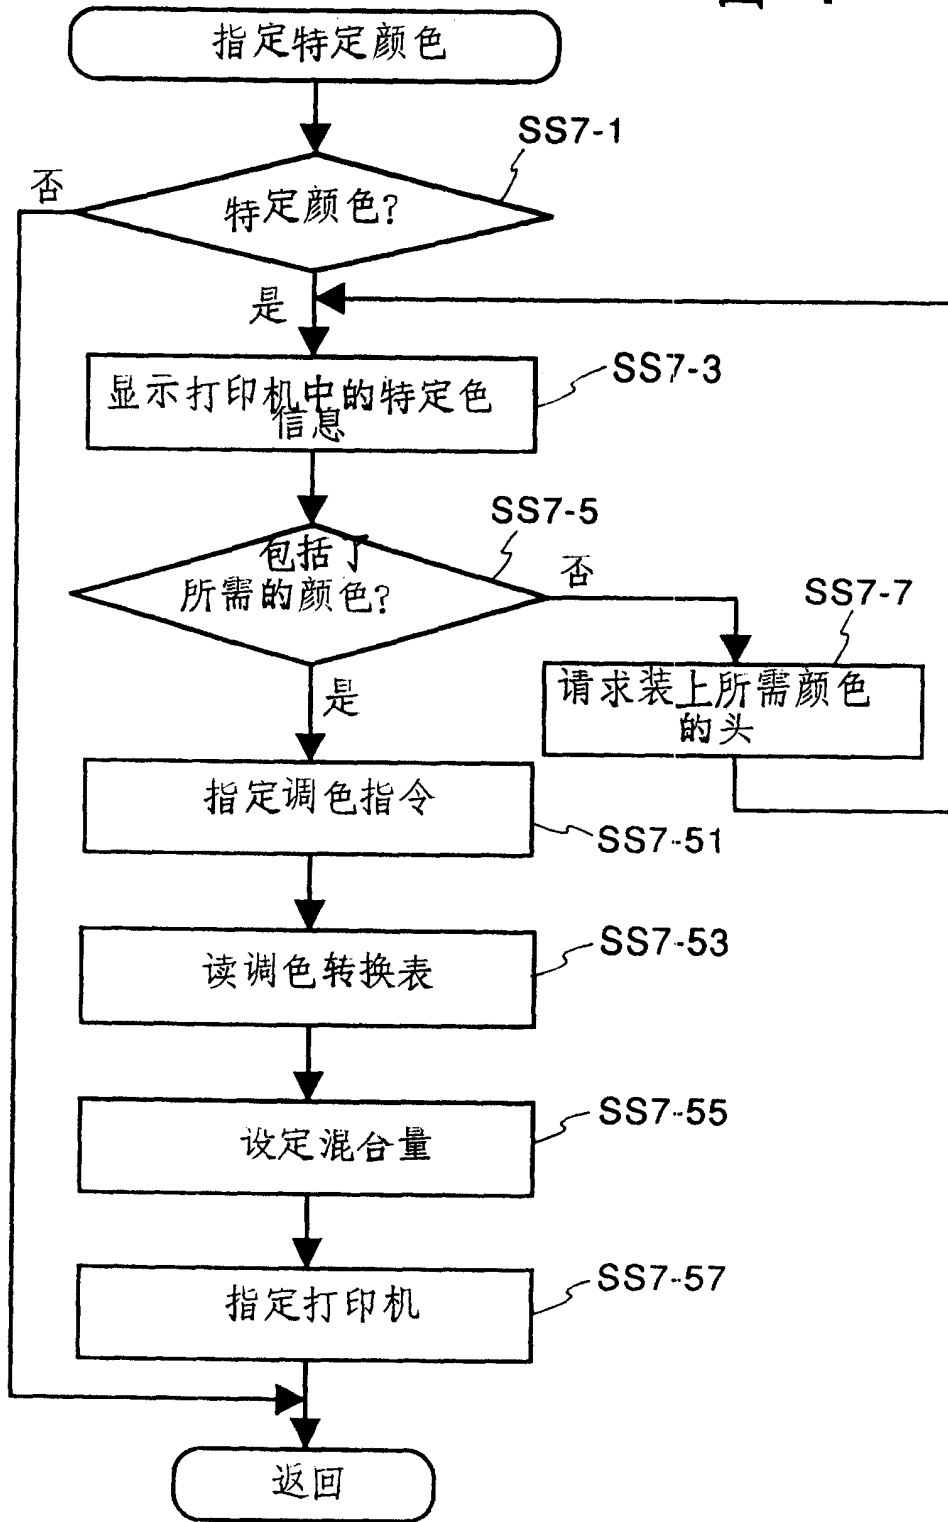 指定特定颜色
SS7-1
否
特定颜色?
是
SS7-3
显示打印机中的特定色
信息
SS7-5
包括了
所需的颜色?
否
SS7-7
请求装上所需颜色
的头
是
指定调色指令
SS7-51
读调色转换表
SS7-53
设定混合量
SS7-55
指定打印机
SS7-57
返回